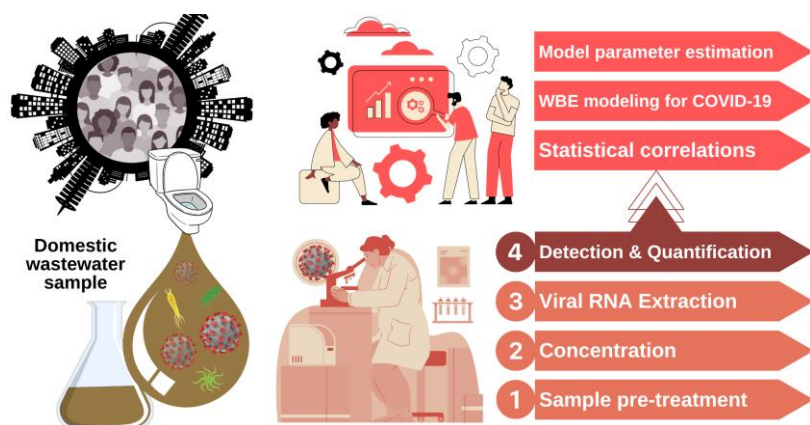 Domestic
wastewater
sample
Model parameter estimation
WBE modeling for COVID-19
Statistical correlations
4 Detection & Quantification
3 Viral RNA Extraction
2 Concentration
1 Sample pre-treatment